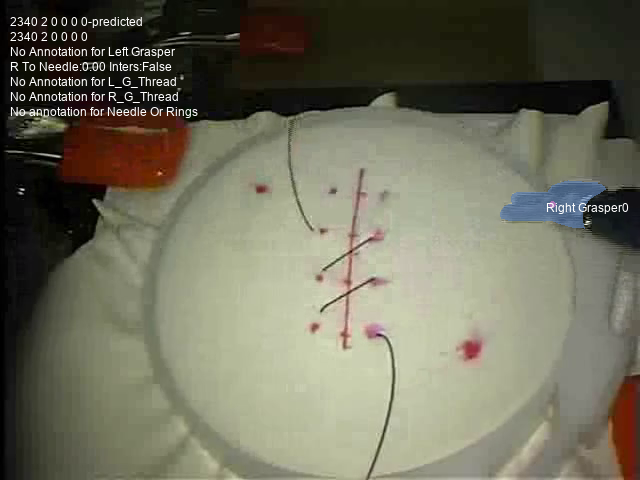 2340 2 0 0 0 0-predicted
2340 2 0 0 0 0
No Annotation for Left Grasper
R To Needle:0.00 Inters:False
No Annotation for L_G_Thread
No Annotation for R_G_Thread
No annotation for Needle Or Rings
Right Grasper0